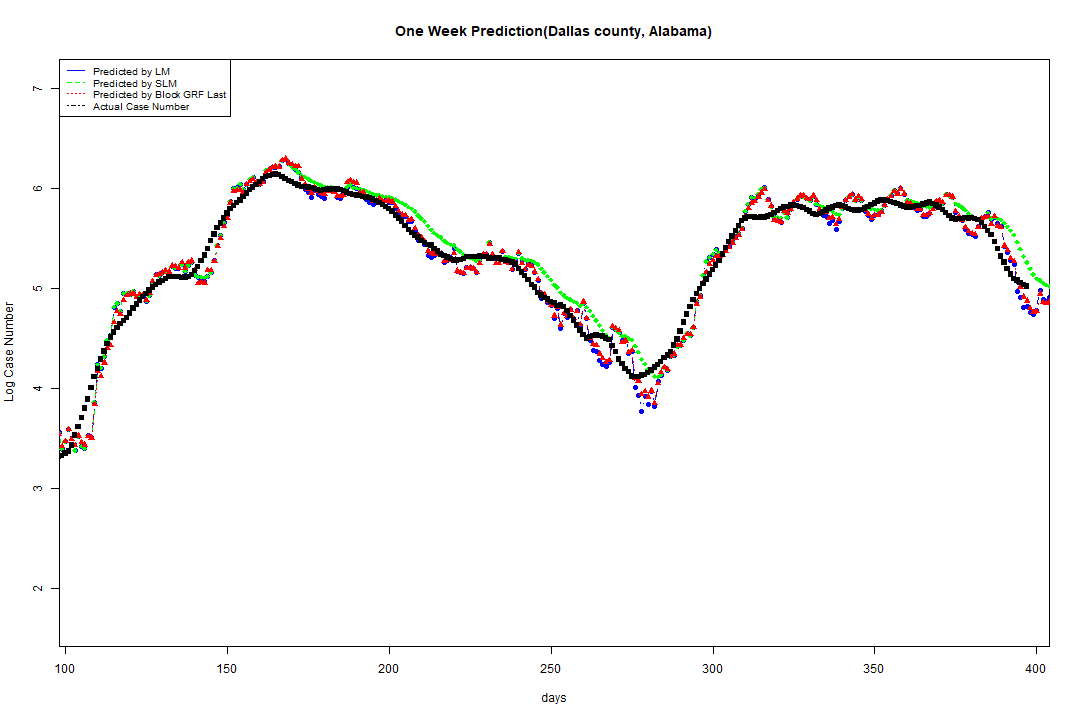 One Week Prediction(Dallas county, Alabama)
Predicted by LM
Predicted by SLM
Predicted by Block GRF Last
Actual Case Number
7
6
5
4
3
2
Log Case Number
100 150 200 250 300 350 400
days